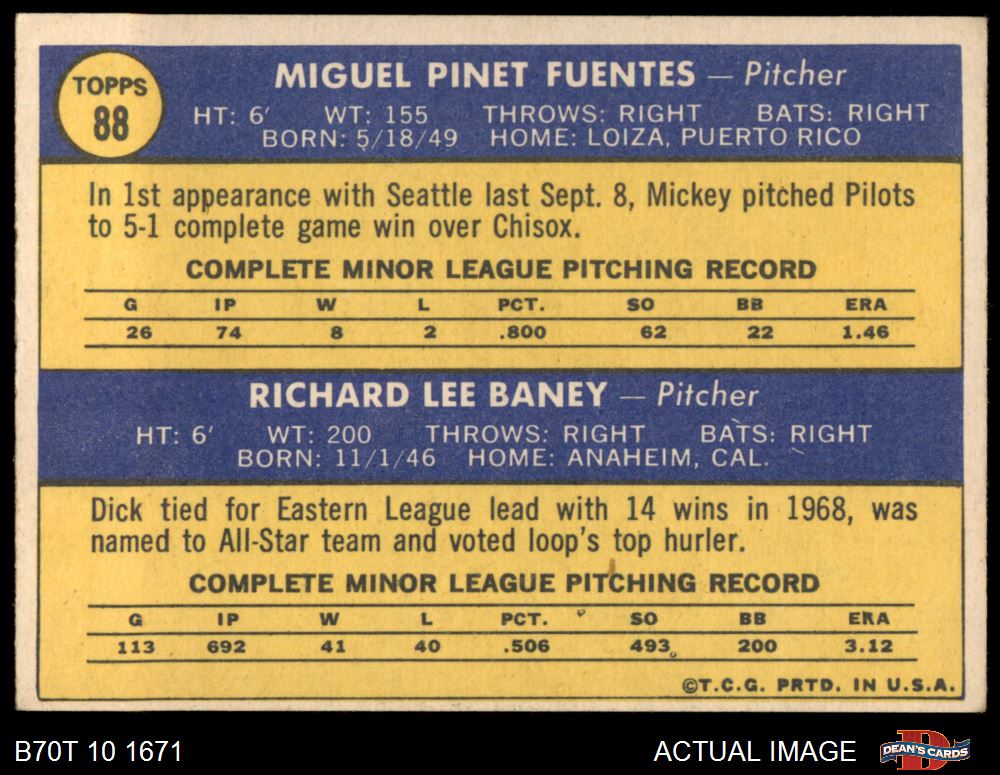 TOPPS
88
MIGUEL PINET FUENTES — Pitcher
HT: 6' WT: 155 THROWS: RIGHT BATS: RIGHT
BORN: 5/18/49 HOME: LOIZA, PUERTO RICO
In 1st appearance with Seattle last Sept. 8, Mickey pitched Pilots
to 5-1 complete game win over Chisox.
COMPLETE MINOR LEAGUE PITCHING RECORD
G IP W L PCT. SO BB ERA
26 74 8 2 .800 62 22 1.46
RICHARD LEE BANEY — Pitcher
HT: 6' WT: 200 THROWS: RIGHT BATS: RIGHT
BORN: 11/1/46 HOME: ANAHEIM, CAL.
Dick tied for Eastern League lead with 14 wins in 1968, was
named to All-Star team and voted loop's top hurler.
COMPLETE MINOR LEAGUE PITCHING RECORD
G IP W L PCT. SO BB ERA
113 692 41 40 .506 493 200 3.12
©T.C.G. PRTD. IN U.S.A.
B70T 10 1671 ACTUAL IMAGE DEAN'S CARDS